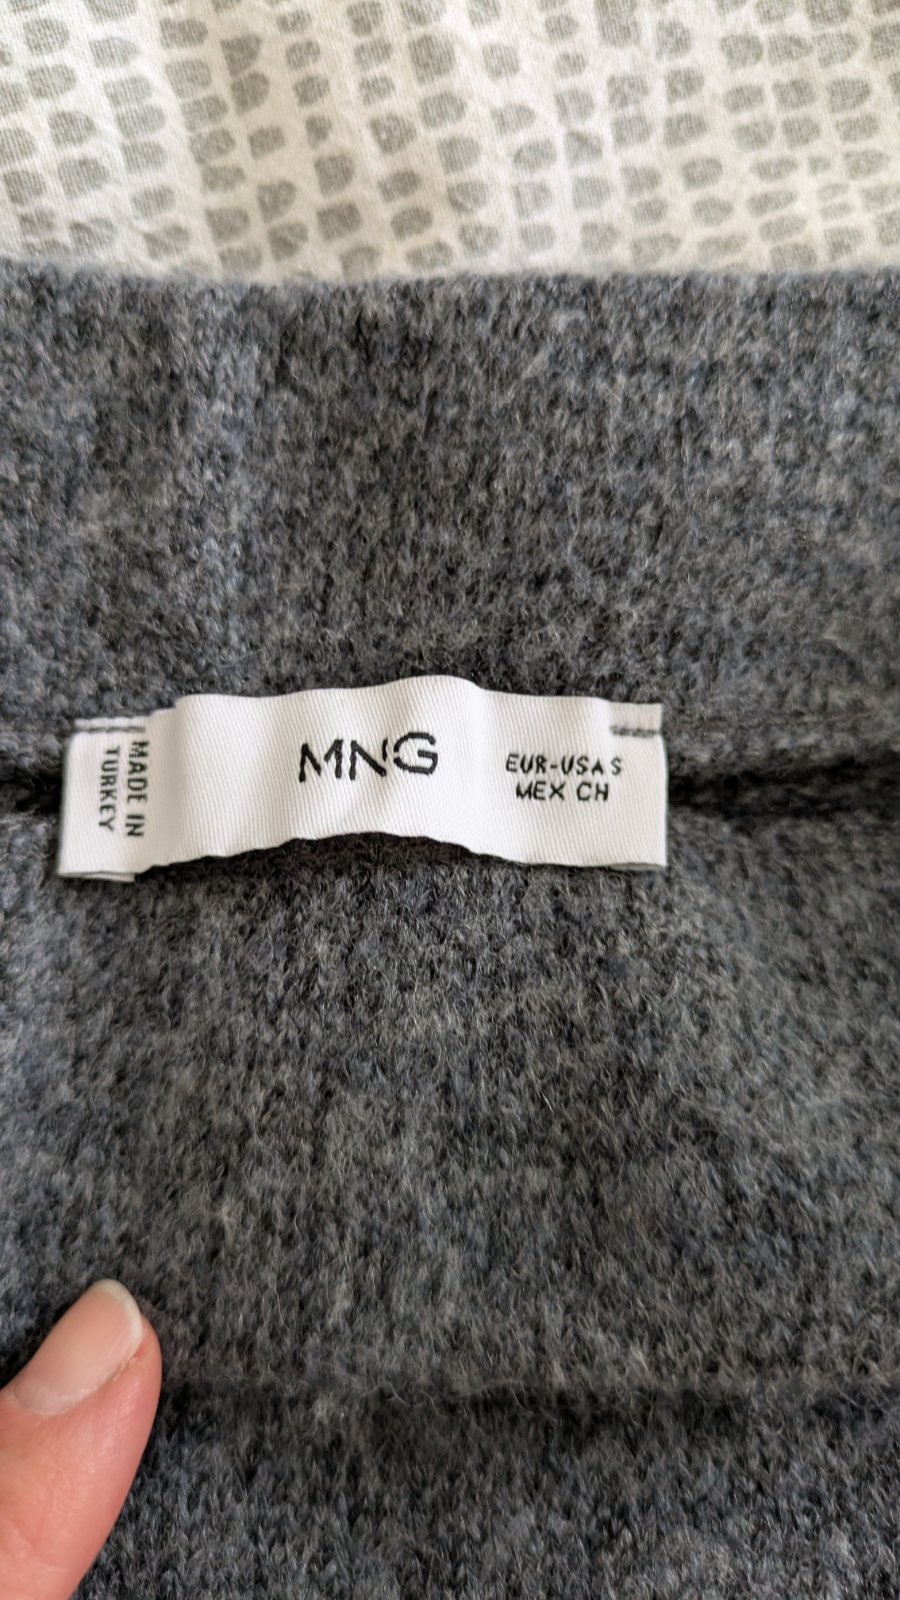 MADE IN
TURKEY
MNG
EUR-USA S
MEX CH